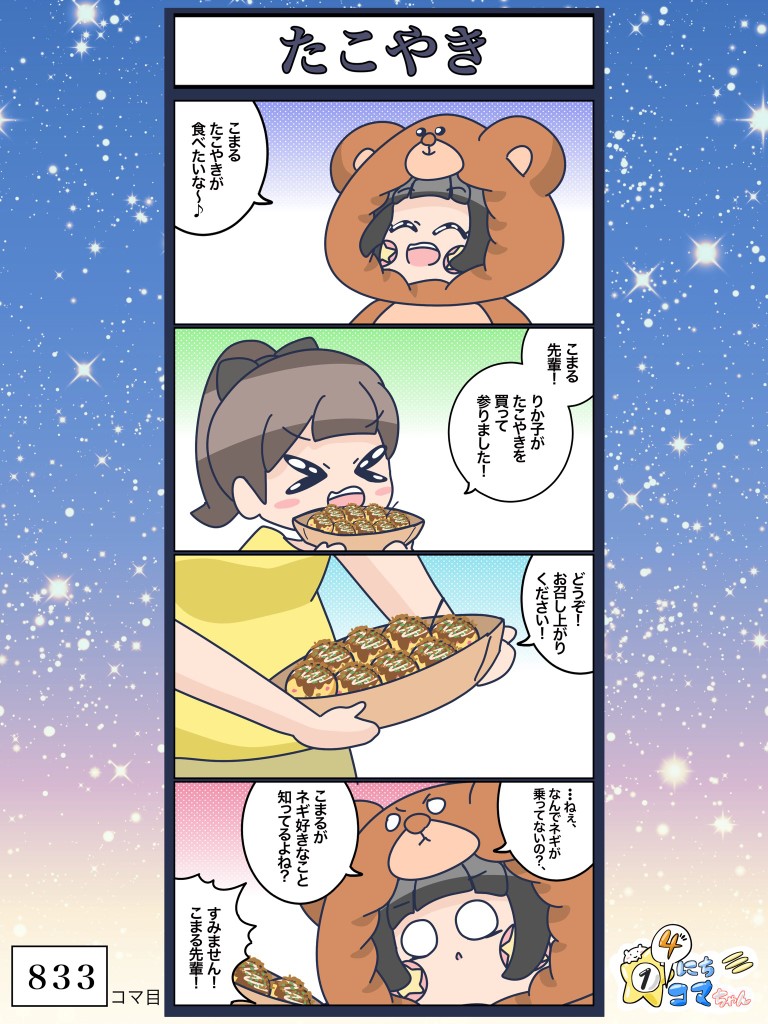 たこやき
こまる
たこやきが
食べたいな～♪
こまる
先輩！
りか子が
たこやきを
買って
参りました！
どうぞ！
お召し上がり
ください！
…ねぇ、
なんでネギが
乗ってないの？、
こまるが
ネギ好きなこと
知ってるよね？
すみません！
こまる先輩！
833
コマ目
1
4
にち
コマ
ちゃん